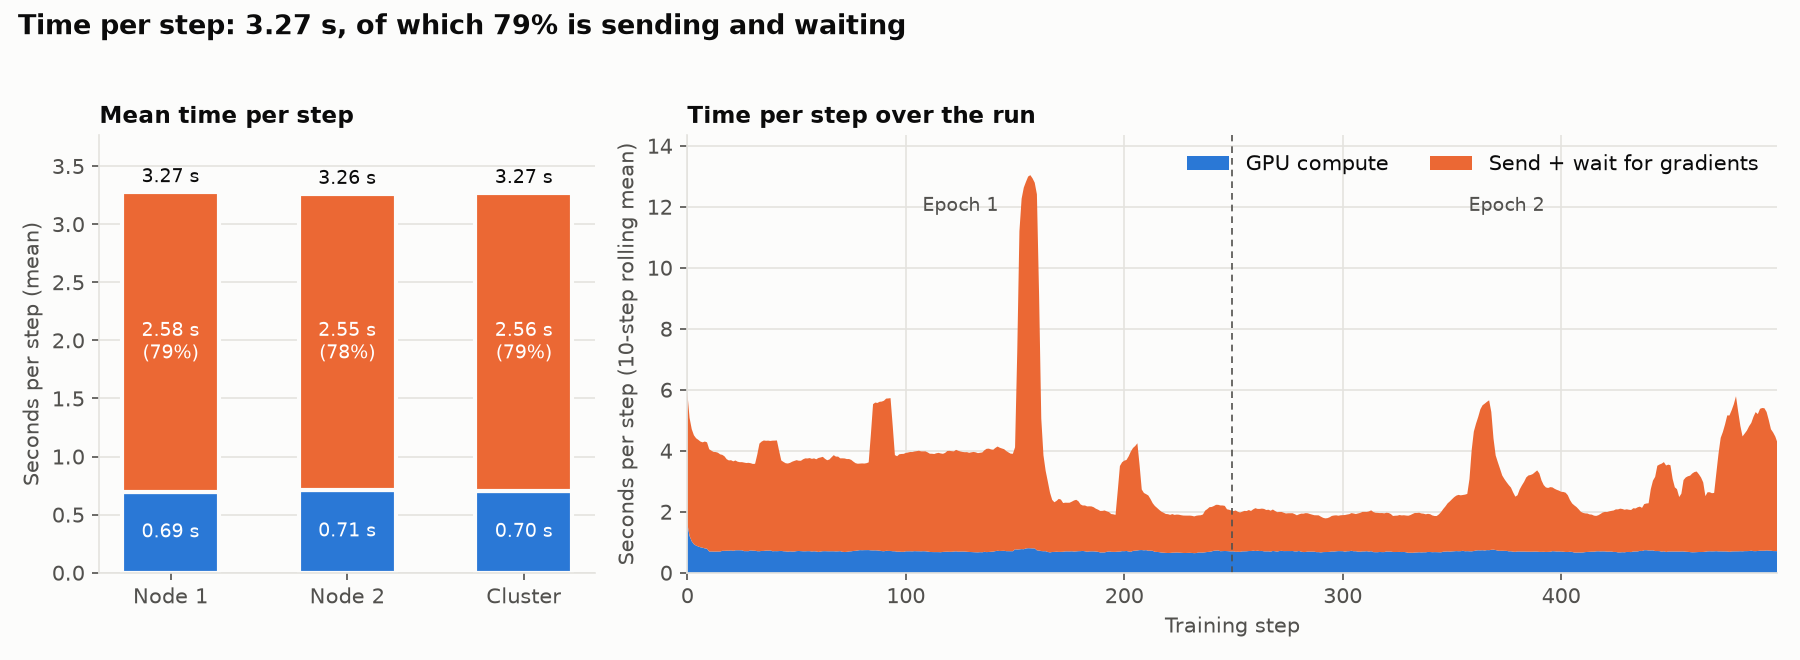 Time per step: 3.27 s, of which 79% is sending and waiting
Mean time per step
Seconds per step (mean)
3.5
3.0
2.5
2.0
1.5
1.0
0.5
0.0
3.27 s
3.26 s
3.27 s
2.58 s
(79%)
2.55 s
(78%)
2.56 s
(79%)
0.69 s
0.71 s
0.70 s
Node 1
Node 2
Cluster
Time per step over the run
Seconds per step (10-step rolling mean)
14
12
10
8
6
4
2
0
GPU compute
Send + wait for gradients
Epoch 1
Epoch 2
0
100
200
300
400
Training step